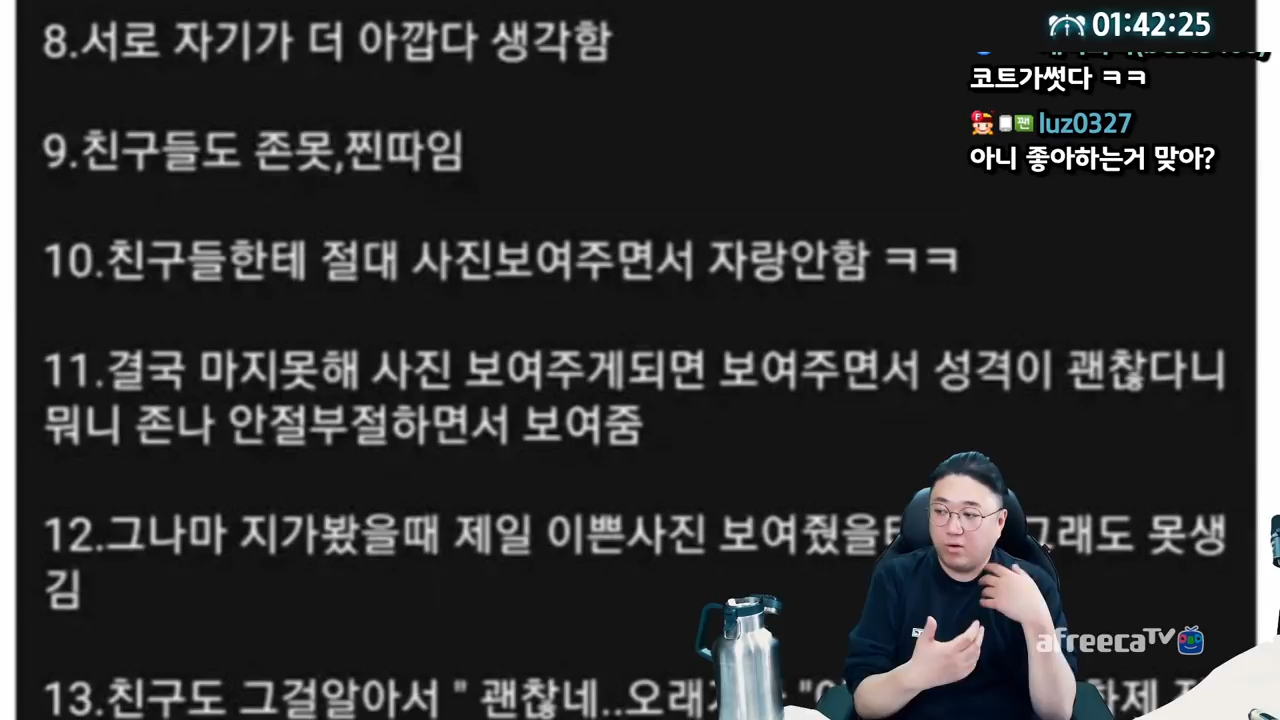 01:42:25
코트가썻다 ㅋㅋ
luz0327
아니 좋아하는거 맞아?
8.서로 자기가 더 아깝다 생각함
9.친구들도 존못,찐따임
10.친구들한테 절대 사진보여주면서 자랑안함 ㅋㅋ
11.결국 마지못해 사진 보여주게되면 보여주면서 성격이 괜찮다니
뭐니 존나 안절부절하면서 보여줌
12.그나마 지가봤을때 제일 이쁜사진 보여줬을 그래도 못생
김
13.친구도 그걸알아서 " 괜찮네..오래
afreecaTV